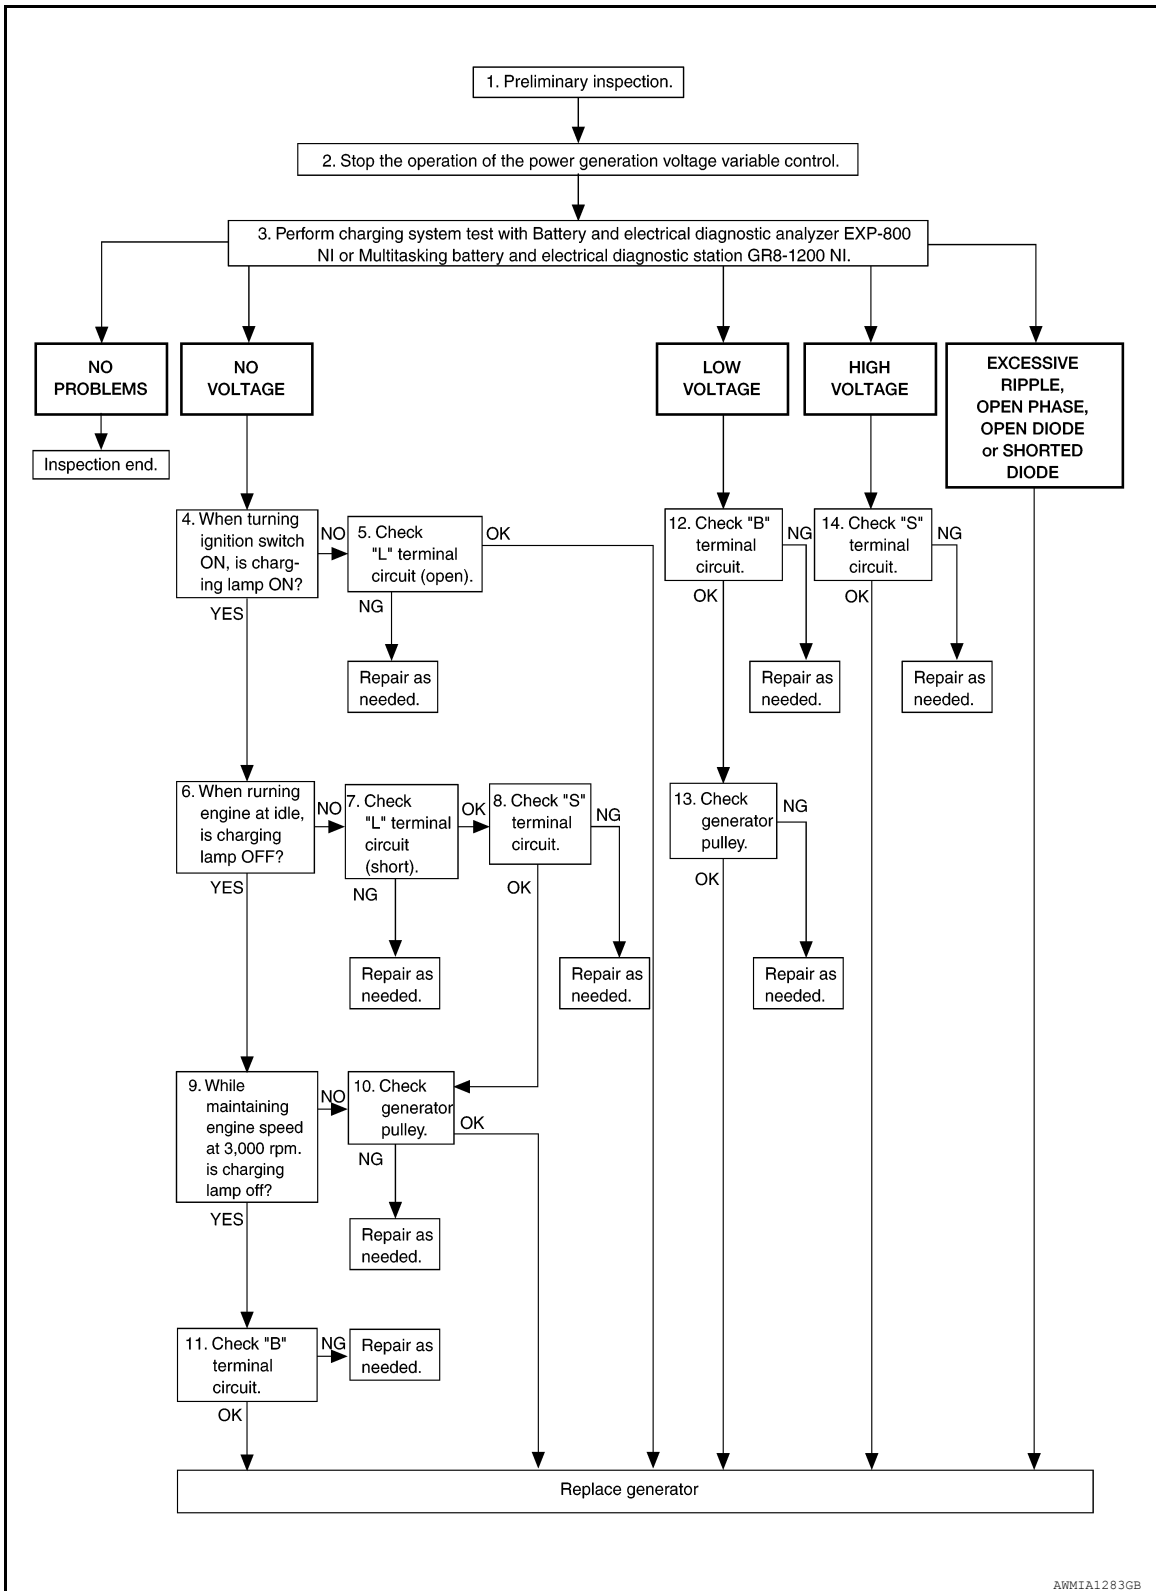 1. Preliminary inspection.
2. Stop the operation of the power generation voltage variable control.
3. Perform charging system test with Battery and electrical diagnostic analyzer EXP-800
NI or Multitasking battery and electrical diagnostic station GR8-1200 NI.
NO
PROBLEMS
NO
VOLTAGE
LOW
VOLTAGE
HIGH
VOLTAGE
EXCESSIVE
RIPPLE,
OPEN PHASE,
OPEN DIODE
or SHORTED
DIODE
Inspection end.
4. When turning
ignition switch
ON, is charg-
ing lamp ON?
NO
YES
5. Check
"L" terminal
circuit (open).
OK
NG
Repair as
needed.
12. Check "B"
terminal
circuit.
NG
OK
Repair as
needed.
14. Check "S"
terminal
circuit.
NG
OK
Repair as
needed.
6. When rurning
engine at idle,
is charging
lamp OFF?
NO
YES
7. Check
"L" terminal
circuit
(short).
OK
NG
Repair as
needed.
8. Check "S"
terminal
circuit.
NG
OK
Repair as
needed.
13. Check
generator
pulley.
NG
OK
Repair as
needed.
9. While
maintaining
engine speed
at 3,000 rpm.
is charging
lamp off?
NO
YES
10. Check
generator
pulley.
OK
NG
Repair as
needed.
11. Check "B"
terminal
circuit.
NG
OK
Repair as
needed.
Replace generator
AWMIA1283GB